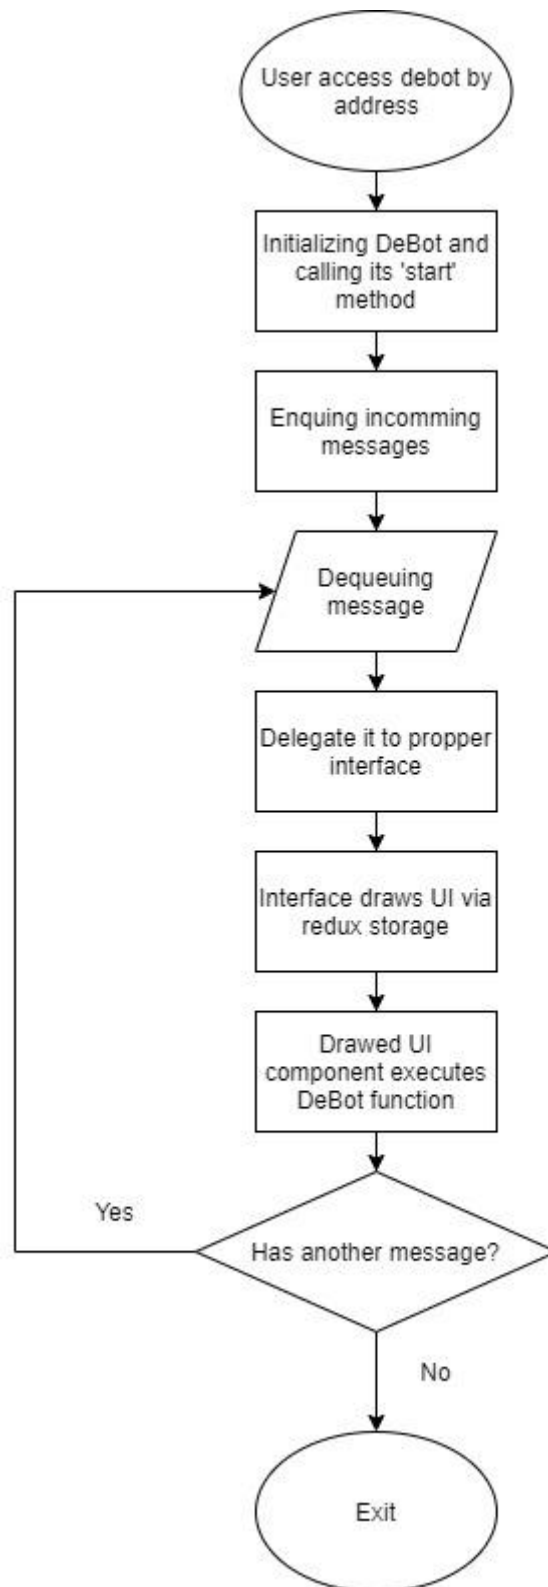 User access debot by
address
Initializing DeBot and
calling its 'start'
method
Enquing incomming
messages
Dequeuing
message
Delegate it to propper
interface
Interface draws UI via
redux storage
Drawed UI
component executes
DeBot function
Yes
Has another message?
No
Exit